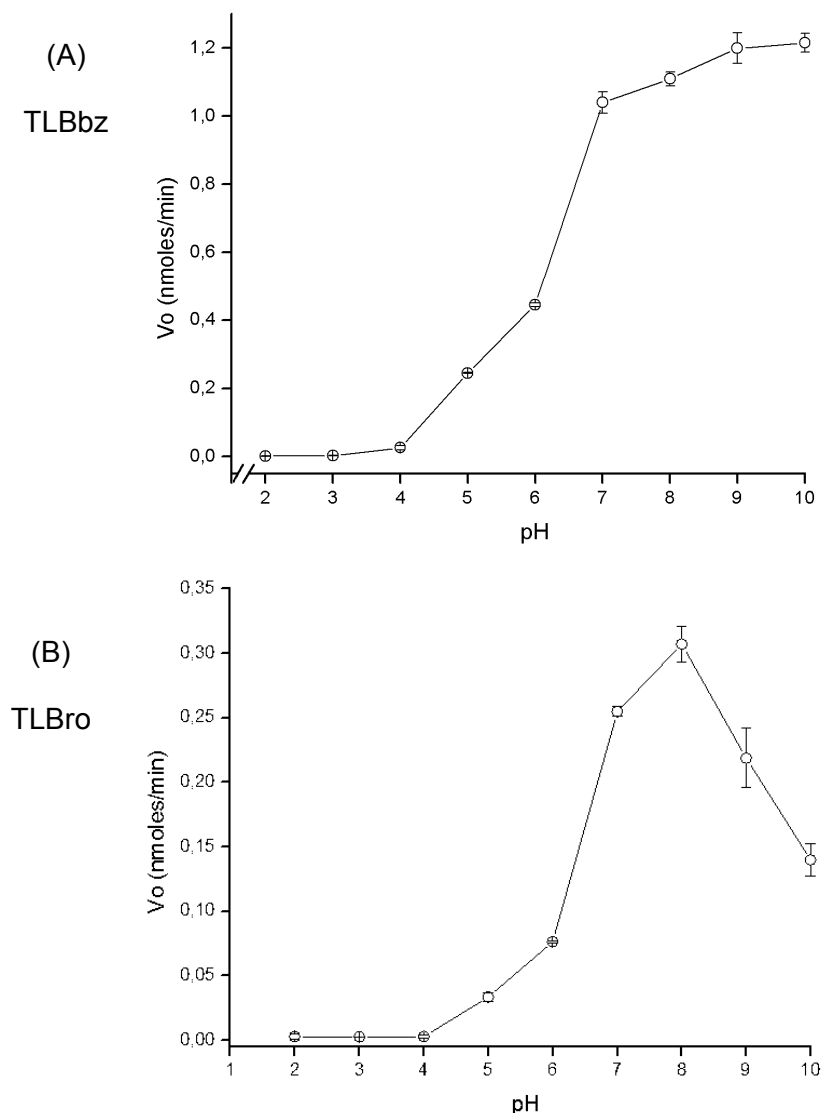 (A)
TLBbz
Vo (nmoles/min)
1,2
1,0
0,8
0,6
0,4
0,2
0,0
2 3 4 5 6 7 8 9 10
pH
(B)
TLBro
Vo (nmoles/min)
0,35
0,30
0,25
0,20
0,15
0,10
0,05
0,00
1 2 3 4 5 6 7 8 9 10
pH